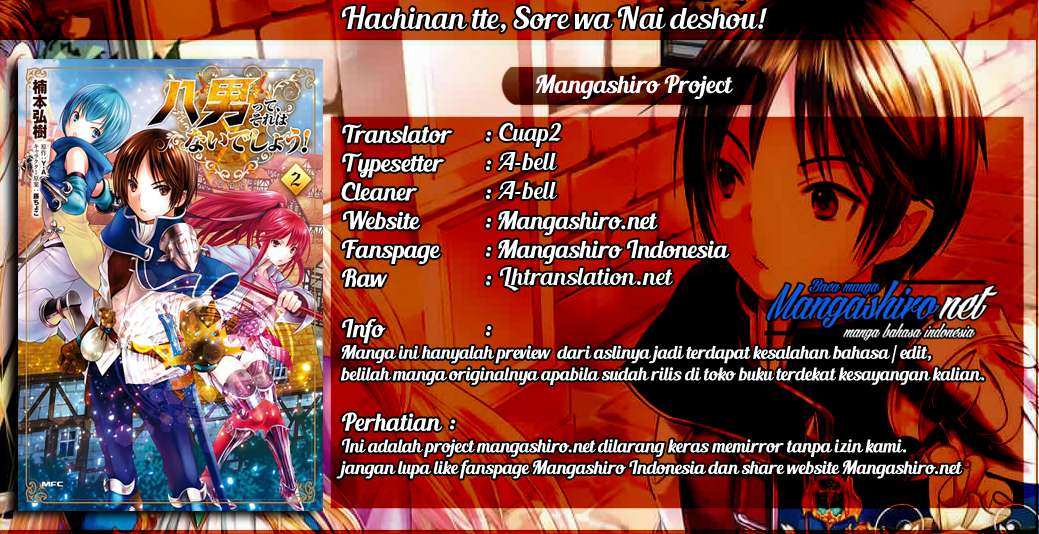 Hachinan tte, Sore wa Nai deshou!
Mangashiro Project
楠本弘樹
八男って、それは
ないでしょう!
2
MFC
Translator : Cuap2
Typesetter : A-bell
Cleaner : A-bell
Website : Mangashiro.net
Fanspage : Mangashiro Indonesia
Raw : Lhtranslation.net
Baca manga
Mangashiro.net
manga bahasa indonesia
Info :
Manga ini hanyalah preview dari aslinya jadi terdapat kesalahan bahasa / edit,
belilah manga originalnya apabila sudah rilis di toko buku terdekat kesayangan kalian.
Perhatian :
Ini adalah project mangashiro.net dilarang keras memirror tanpa izin kami.
jangan lupa like fanspage Mangashiro Indonesia dan share website Mangashiro.net